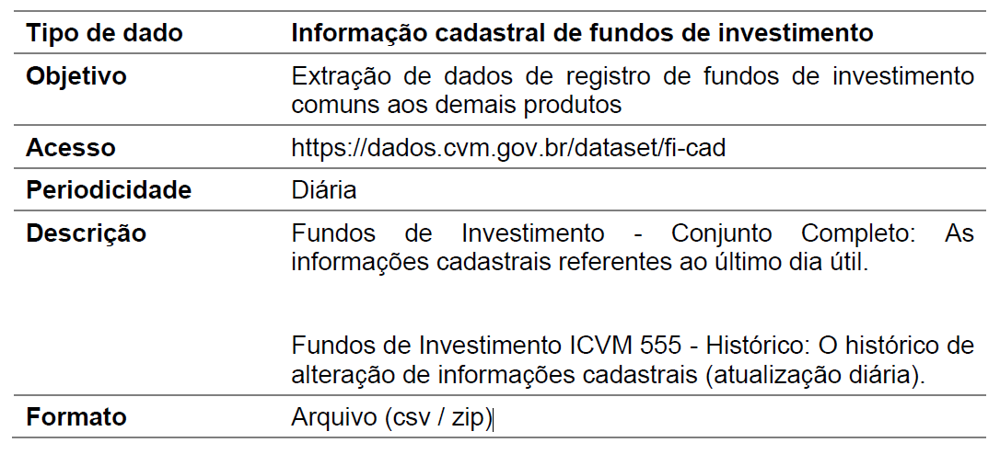 Tipo de dado Informação cadastral de fundos de investimento
Objetivo Extração de dados de registro de fundos de investimento
comuns aos demais produtos
Acesso https://dados.cvm.gov.br/dataset/fi-cad
Periodicidade Diária
Descrição Fundos de Investimento - Conjunto Completo: As
informações cadastrais referentes ao último dia útil.
Fundos de Investimento ICVM 555 - Histórico: O histórico de
alteração de informações cadastrais (atualização diária).
Formato Arquivo (csv / zip)